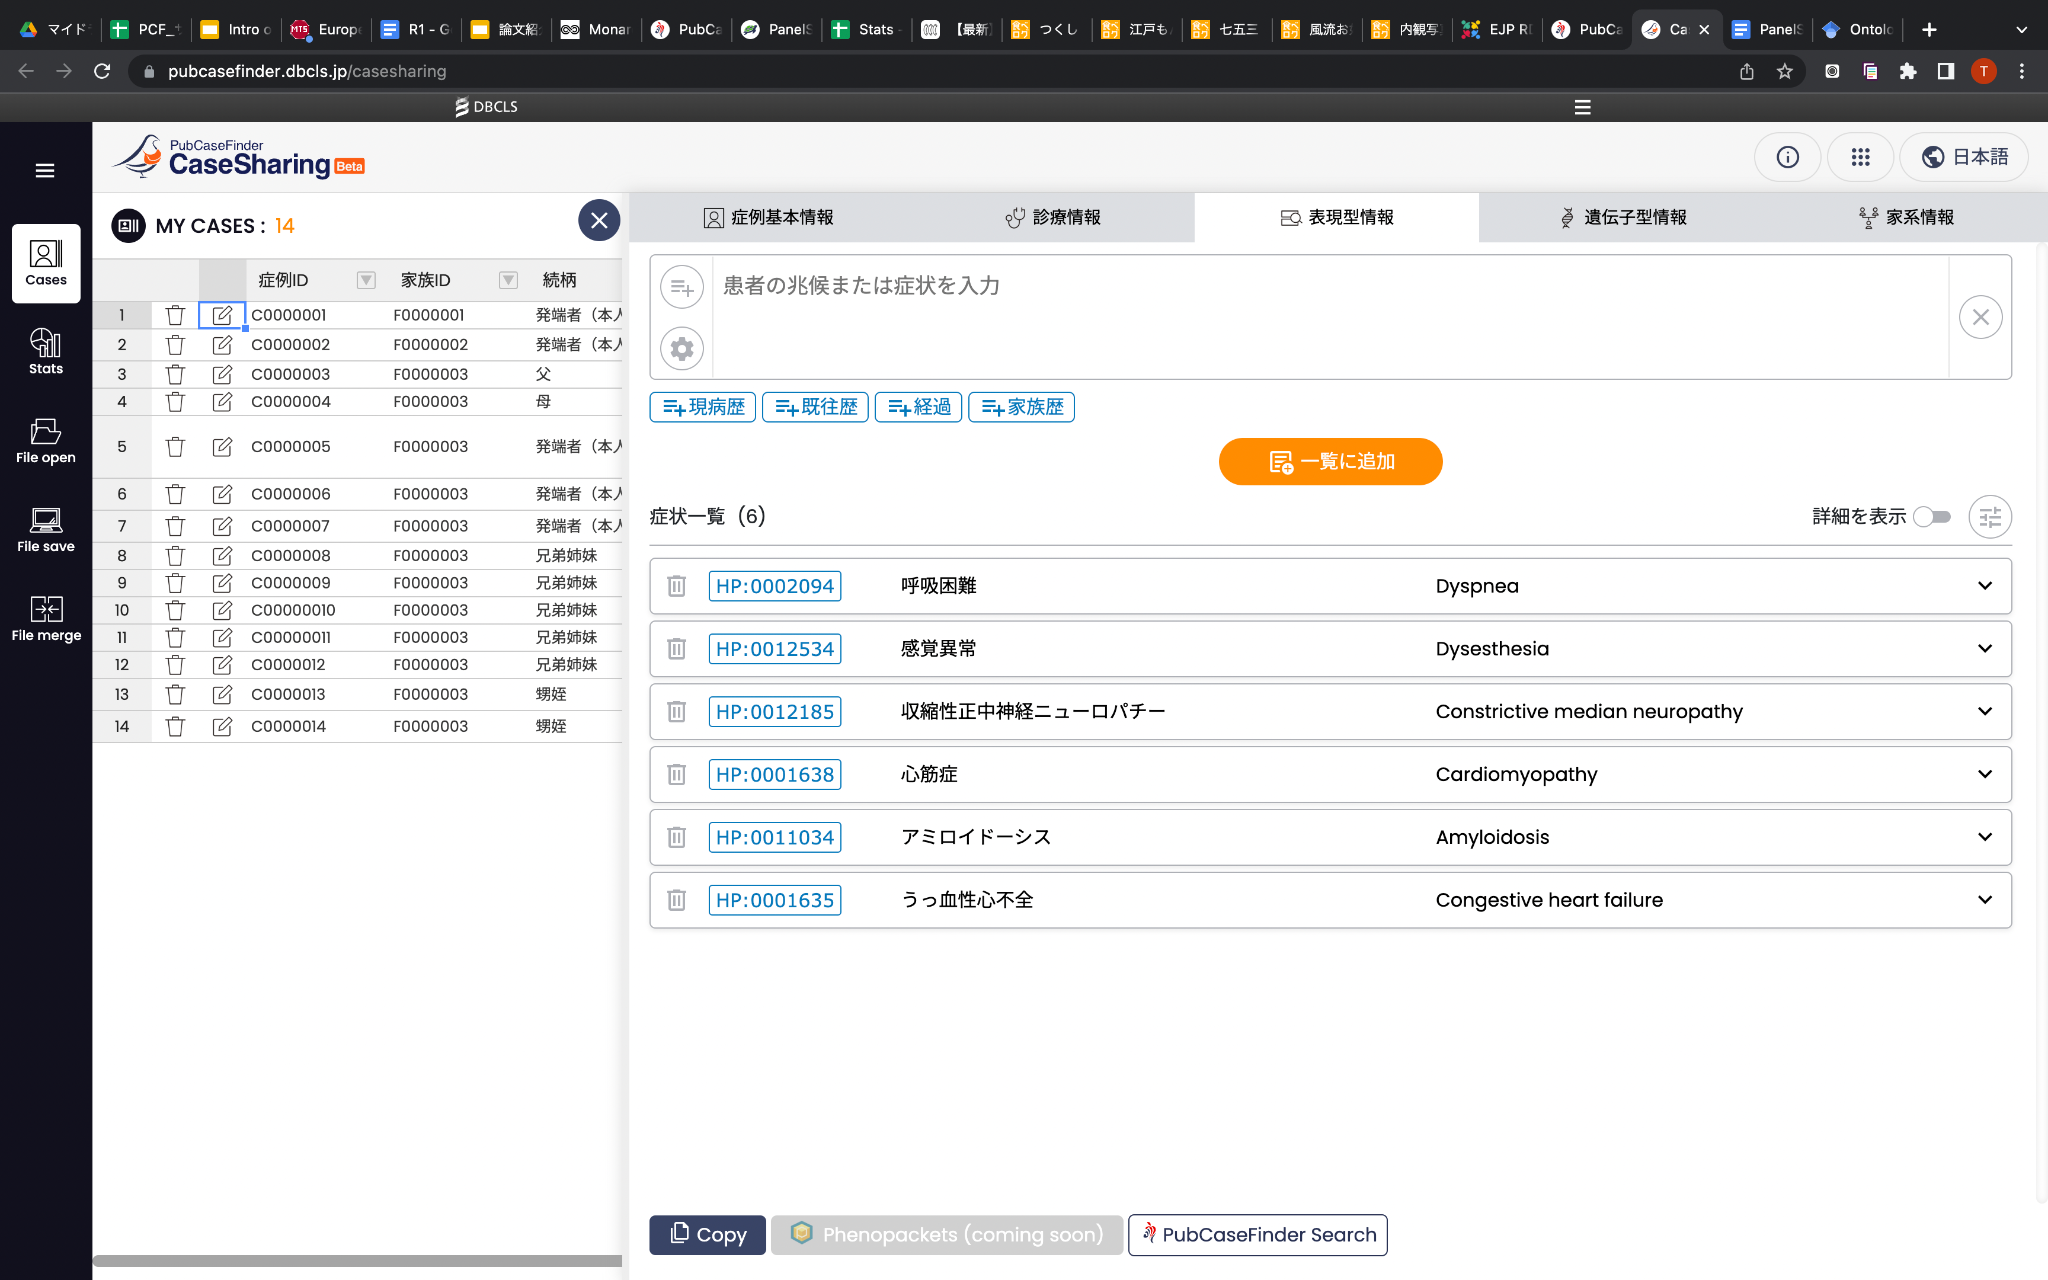 マイド
PCF_サ
Intro o
MTS
Europe
R1 - G
論文紹
Monar
PubCa
PanelS
Stats -
【最新
つくし
江戸も
七五三
風流お
内観写
EJP RD
PubCa
Ca
PanelS
Ontolo
pubcasefinder.dbcls.jp/casesharing
T
DBCLS
PubCaseFinder
CaseSharing Beta
日本語
Cases
Stats
File open
File save
File merge
MY CASES : 14
症例ID 家族ID 続柄
1 C0000001 F0000001 発端者（本人
2 C0000002 F0000002 発端者（本人
3 C0000003 F0000003 父
4 C0000004 F0000003 母
5 C0000005 F0000003 発端者（本人
6 C0000006 F0000003 発端者（本人
7 C0000007 F0000003 発端者（本人
8 C0000008 F0000003 兄弟姉妹
9 C0000009 F0000003 兄弟姉妹
10 C00000010 F0000003 兄弟姉妹
11 C00000011 F0000003 兄弟姉妹
12 C0000012 F0000003 兄弟姉妹
13 C0000013 F0000003 甥姪
14 C0000014 F0000003 甥姪
症例基本情報
診療情報
表現型情報
遺伝子型情報
家系情報
患者の兆候または症状を入力
現病歴
既往歴
経過
家族歴
一覧に追加
症状一覧 (6)
詳細を表示
HP:0002094 呼吸困難 Dyspnea
HP:0012534 感覚異常 Dysesthesia
HP:0012185 収縮性正中神経ニューロパチー Constrictive median neuropathy
HP:0001638 心筋症 Cardiomyopathy
HP:0011034 アミロイドーシス Amyloidosis
HP:0001635 うっ血性心不全 Congestive heart failure
Copy
Phenopackets (coming soon)
PubCaseFinder Search